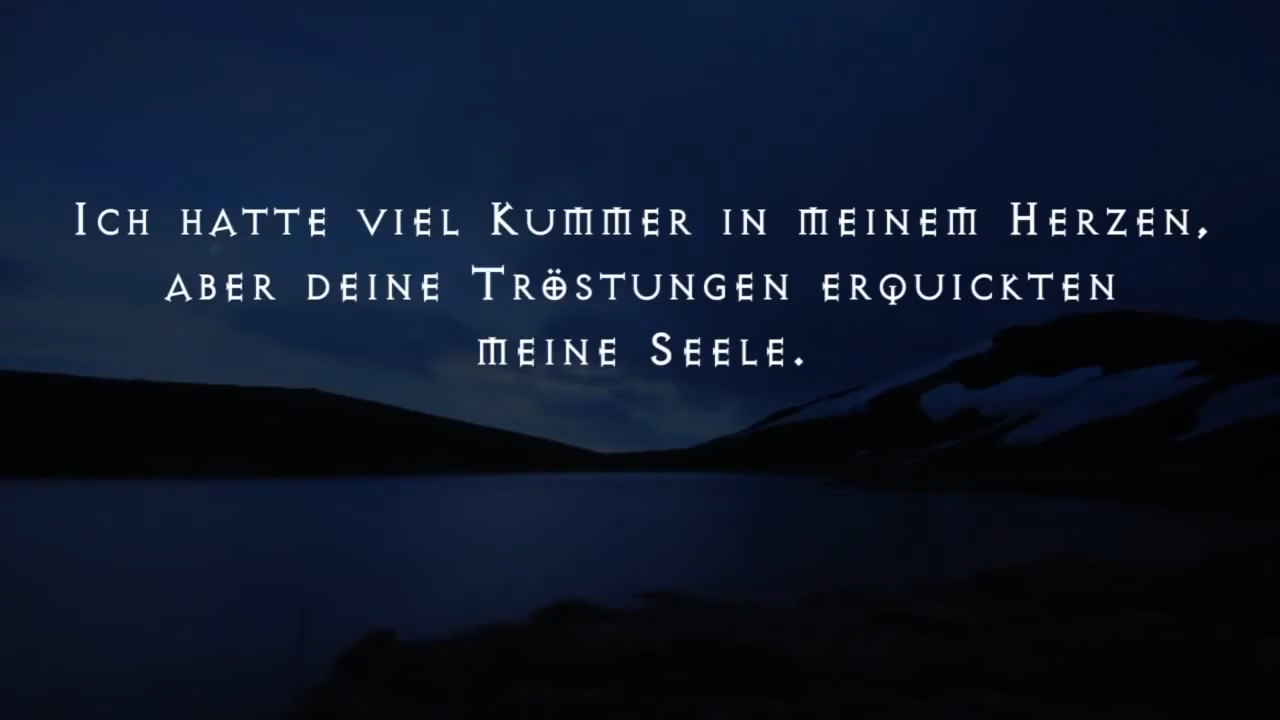 Ich hatte viel Kummer in meinem Herzen,
aber deine Tröstungen erquickten
meine Seele.